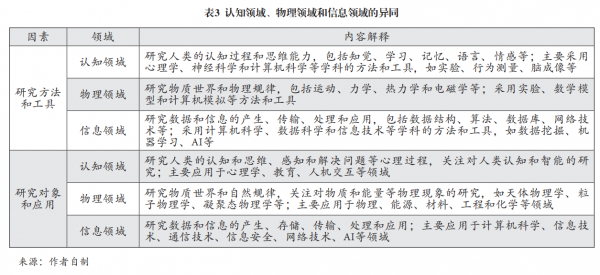 表3 认知领域、物理领域和信息领域的异同
因素 领域 内容解释
研究方法和工具
认知领域
研究人类的认知过程和思维能力，包括知觉、学习、记忆、语言、情感等；主要采用
心理学、神经科学和计算机科学等学科的方法和工具，如实验、行为测量、脑成像等
物理领域
研究物质世界和物理规律，包括运动、力学、热力学和电磁学等；采用实验、数学模
型和计算机模拟等方法和工具
信息领域
研究数据和信息的产生、传输、处理和应用，包括数据结构、算法、数据库、网络技
术等；采用计算机科学、数据科学和信息技术等学科的方法和工具，如数据挖掘、机
器学习、AI等
研究对象和应用
认知领域
研究人类的认知和思维、感知和解决问题等心理过程，关注对人类认知和智能的研
究；主要应用于心理学、教育、人机交互等领域
物理领域
研究物质世界和自然规律，关注对物质和能量等物理现象的研究，如天体物理学、粒
子物理学、凝聚态物理学等；主要应用于物理、能源、材料、工程和化学等领域
信息领域
研究数据和信息的产生、存储、传输、处理和应用；主要应用于计算机科学、信息技
术、通信技术、信息安全、网络技术、AI等领域
来源：作者自制